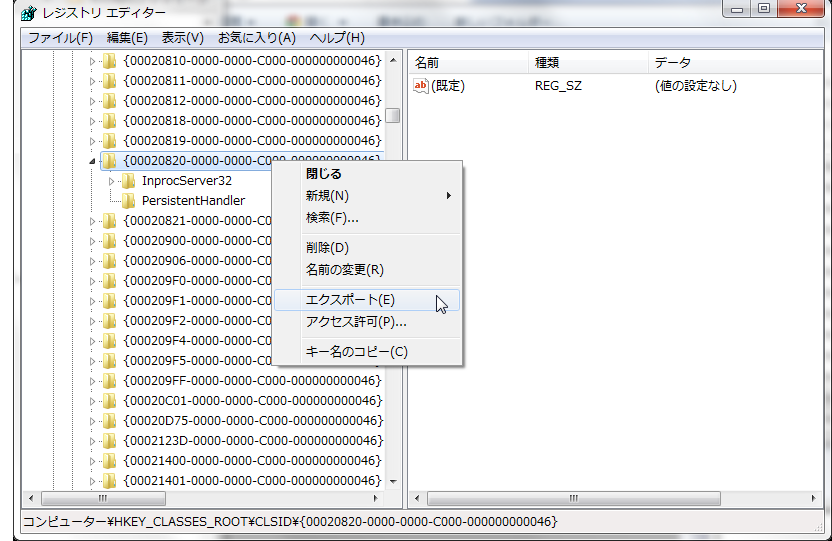 レジストリ エディター
ファイル(F) 編集(E) 表示(V) お気に入り(A) ヘルプ(H)
{00020810-0000-0000-C000-000000000046}
{00020811-0000-0000-C000-000000000046}
{00020812-0000-0000-C000-000000000046}
{00020818-0000-0000-C000-000000000046}
{00020819-0000-0000-C000-000000000046}
{00020820-0000-0000-C000-000000000046}
InprocServer32
PersistentHandler
{00020821-0000-0000-C0
{00020900-0000-0000-C0
{00020906-0000-0000-C0
{000209F0-0000-0000-C0
{000209F1-0000-0000-C0
{000209F2-0000-0000-C0
{000209F4-0000-0000-C0
{000209F5-0000-0000-C0
{000209FF-0000-0000-C000-000000000046}
{00020C01-0000-0000-C000-000000000046}
{00020D75-0000-0000-C000-000000000046}
{0002123D-0000-0000-C000-000000000046}
{00021400-0000-0000-C000-000000000046}
{00021401-0000-0000-C000-000000000046}
閉じる
新規(N)
検索(F)...
削除(D)
名前の変更(R)
エクスポート(E)
アクセス許可(P)...
キー名のコピー(C)
名前 種類 データ
ab (既定) REG_SZ (値の設定なし)
コンピューター¥HKEY_CLASSES_ROOT¥CLSID¥{00020820-0000-0000-C000-000000000046}